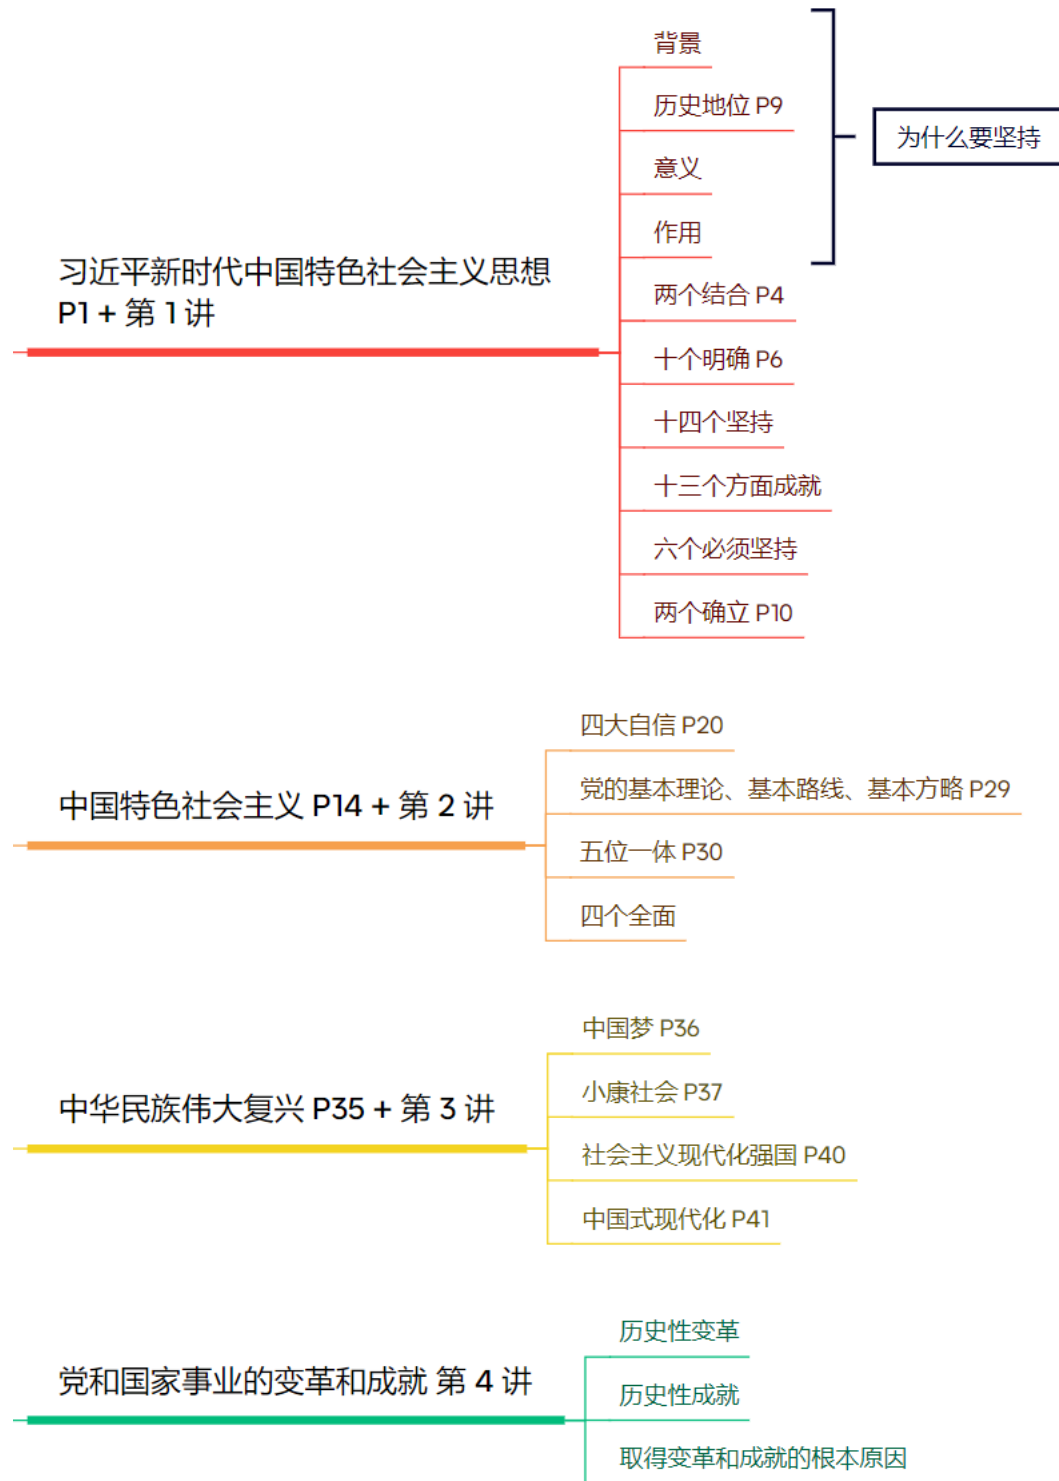 背景
历史地位 P9
意义
作用
为什么要坚持
习近平新时代中国特色社会主义思想
P1 + 第 1 讲
两个结合 P4
十个明确 P6
十四个坚持
十三个方面成就
六个必须坚持
两个确立 P10
中国特色社会主义 P14 + 第 2 讲
四大自信 P20
党的基本理论、基本路线、基本方略 P29
五位一体 P30
四个全面
中华民族伟大复兴 P35 + 第 3 讲
中国梦 P36
小康社会 P37
社会主义现代化强国 P40
中国式现代化 P41
党和国家事业的变革和成就 第 4 讲
历史性变革
历史性成就
取得变革和成就的根本原因